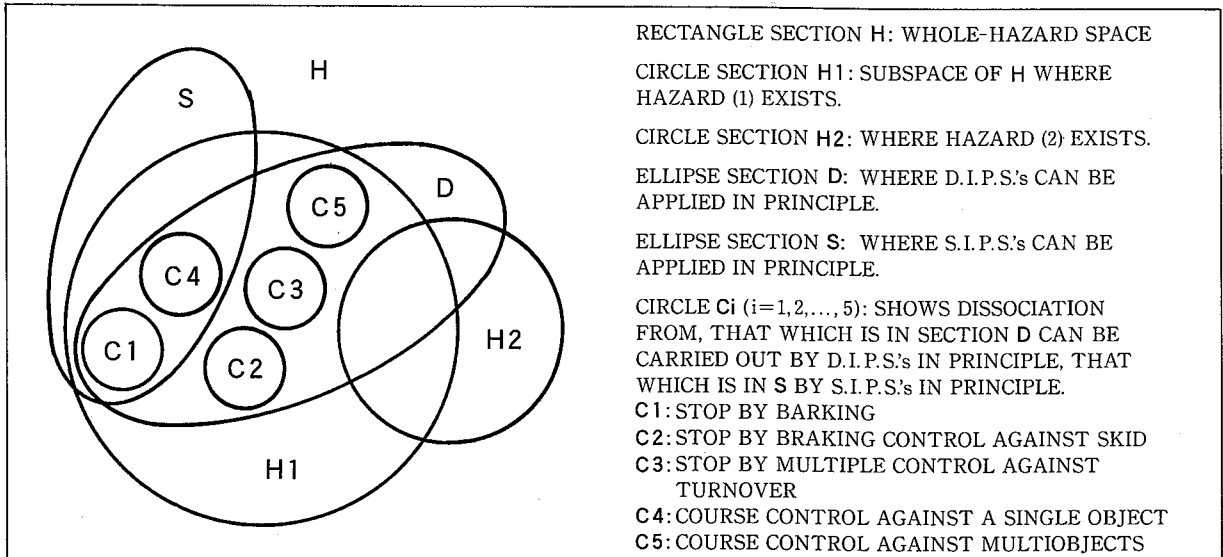 H
S
D
C5
C4
C3
C1
C2
H2
H1
RECTANGLE SECTION H: WHOLE-HAZARD SPACE
CIRCLE SECTION H1: SUBSPACE OF H WHERE
HAZARD (1) EXISTS.
CIRCLE SECTION H2: WHERE HAZARD (2) EXISTS.
ELLIPSE SECTION D: WHERE D.I.P.S.'s CAN BE
APPLIED IN PRINCIPLE.
ELLIPSE SECTION S: WHERE S.I.P.S.'s CAN BE
APPLIED IN PRINCIPLE.
CIRCLE Ci (i=1,2,..., 5): SHOWS DISSOCIATION
FROM, THAT WHICH IS IN SECTION D CAN BE
CARRIED OUT BY D.I.P.S.'s IN PRINCIPLE, THAT
WHICH IS IN S BY S.I.P.S.'s IN PRINCIPLE.
C1: STOP BY BARKING
C2: STOP BY BRAKING CONTROL AGAINST SKID
C3: STOP BY MULTIPLE CONTROL AGAINST
TURNOVER
C4: COURSE CONTROL AGAINST A SINGLE OBJECT
C5: COURSE CONTROL AGAINST MULTIOBJECTS